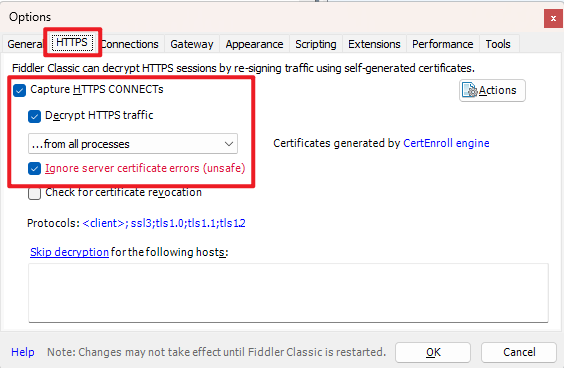 Options
General HTTPS Connections Gateway Appearance Scripting Extensions Performance Tools
Fiddler Classic can decrypt HTTPS sessions by re-signing traffic using self-generated certificates.
Capture HTTPS CONNECTs
Actions
Decrypt HTTPS traffic
...from all processes
Certificates generated by CertEnroll engine
Ignore server certificate errors (unsafe)
Check for certificate revocation
Protocols: <client>; ssl3;tls1.0;tls1.1;tls1.2
Skip decryption for the following hosts:
Help Note: Changes may not take effect until Fiddler Classic is restarted. OK Cancel